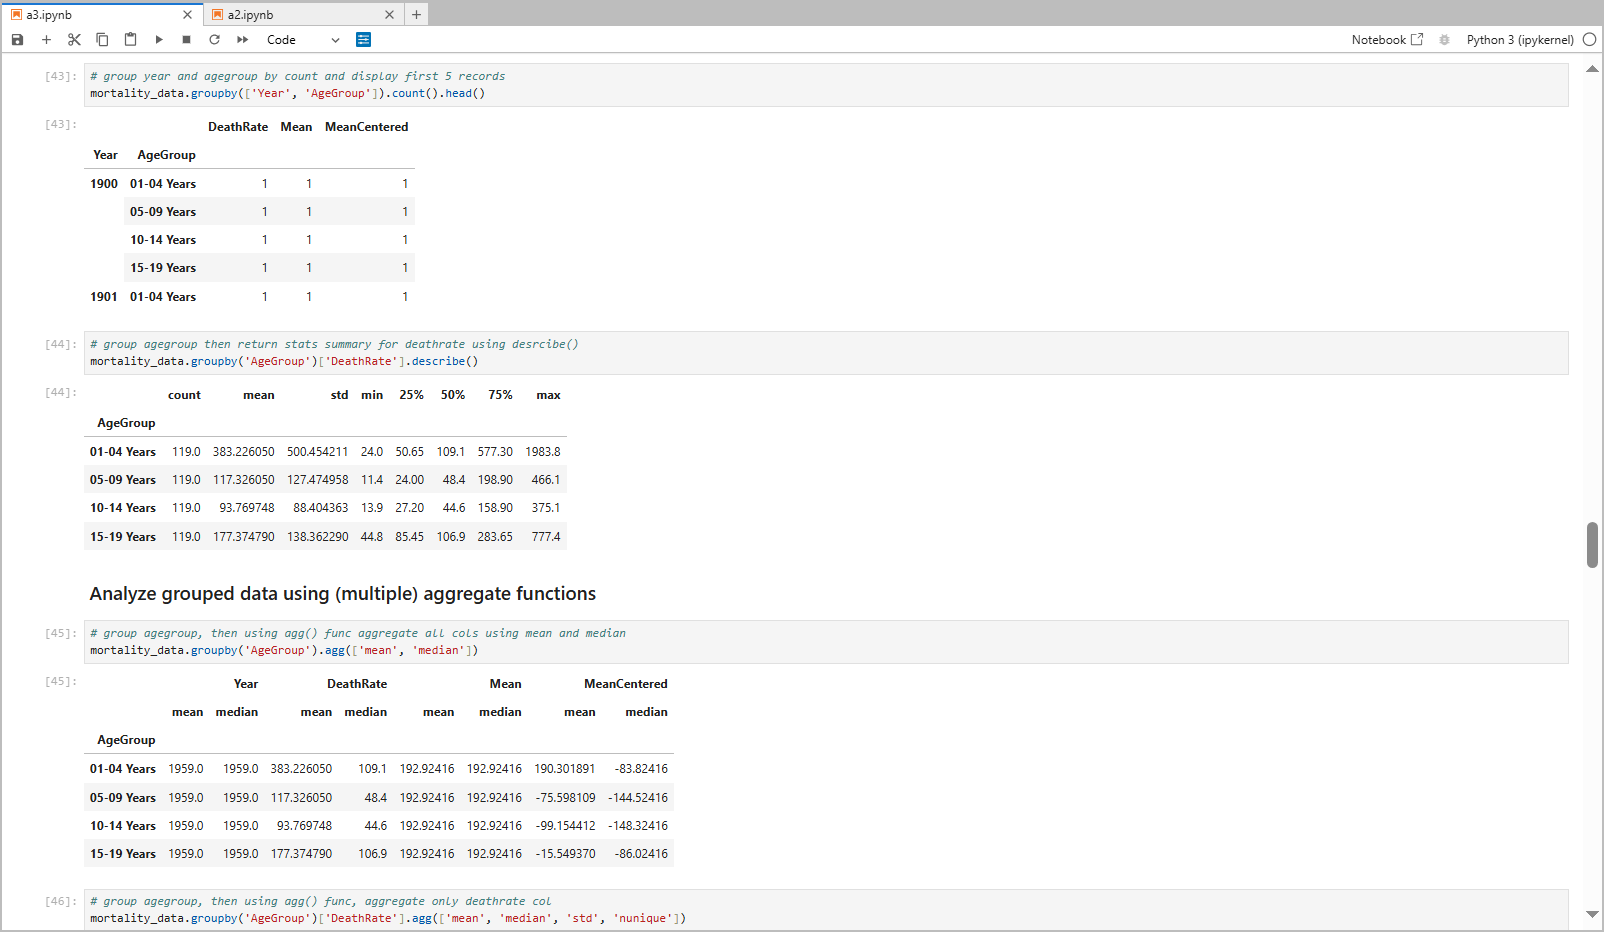 a3.ipynb
a2.ipynb
Code
Notebook
Python 3 (ipykernel)
[43]:
# group year and agegroup by count and display first 5 records
mortality_data.groupby(['Year', 'AgeGroup']).count().head()
[43]:
DeathRate Mean MeanCentered
Year AgeGroup
1900 01-04 Years 1 1 1
05-09 Years 1 1 1
10-14 Years 1 1 1
15-19 Years 1 1 1
1901 01-04 Years 1 1 1
[44]:
# group agegroup then return stats summary for deathrate using desrcibe()
mortality_data.groupby('AgeGroup')['DeathRate'].describe()
[44]:
count mean std min 25% 50% 75% max
AgeGroup
01-04 Years 119.0 383.226050 500.454211 24.0 50.65 109.1 577.30 1983.8
05-09 Years 119.0 117.326050 127.474958 11.4 24.00 48.4 198.90 466.1
10-14 Years 119.0 93.769748 88.404363 13.9 27.20 44.6 158.90 375.1
15-19 Years 119.0 177.374790 138.362290 44.8 85.45 106.9 283.65 777.4
Analyze grouped data using (multiple) aggregate functions
[45]:
# group agegroup, then using agg() func aggregate all cols using mean and median
mortality_data.groupby('AgeGroup').agg(['mean', 'median'])
[45]:
Year DeathRate Mean MeanCentered
mean median mean median mean median mean median
AgeGroup
01-04 Years 1959.0 1959.0 383.226050 109.1 192.92416 192.92416 190.301891 -83.82416
05-09 Years 1959.0 1959.0 117.326050 48.4 192.92416 192.92416 -75.598109 -144.52416
10-14 Years 1959.0 1959.0 93.769748 44.6 192.92416 192.92416 -99.154412 -148.32416
15-19 Years 1959.0 1959.0 177.374790 106.9 192.92416 192.92416 -15.549370 -86.02416
[46]:
# group agegroup, then using agg() func, aggregate only deathrate col
mortality_data.groupby('AgeGroup')['DeathRate'].agg(['mean', 'median', 'std', 'nunique'])